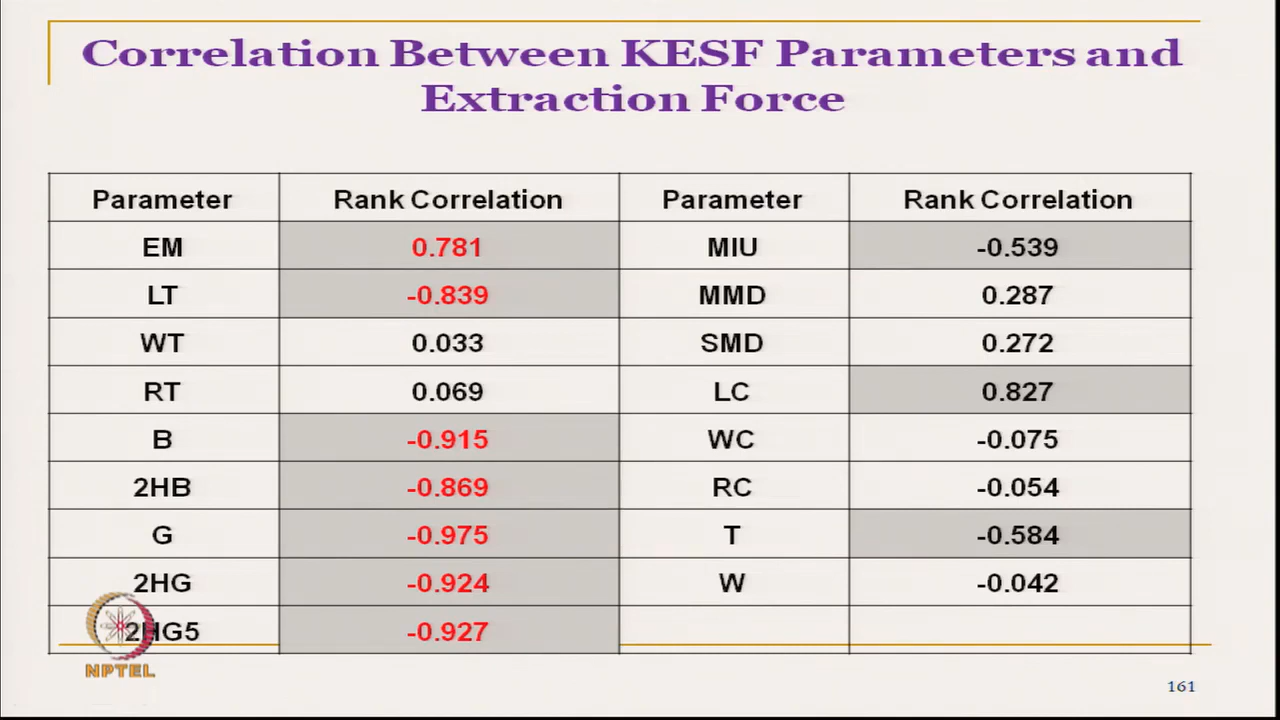 Correlation Between KESF Parameters and
Extraction Force
Parameter Rank Correlation Parameter Rank Correlation
EM 0.781 MIU -0.539
LT -0.839 MMD 0.287
WT 0.033 SMD 0.272
RT 0.069 LC 0.827
B -0.915 WC -0.075
2HB -0.869 RC -0.054
G -0.975 T -0.584
2HG -0.924 W -0.042
2HG5 -0.927
NPTEL
161